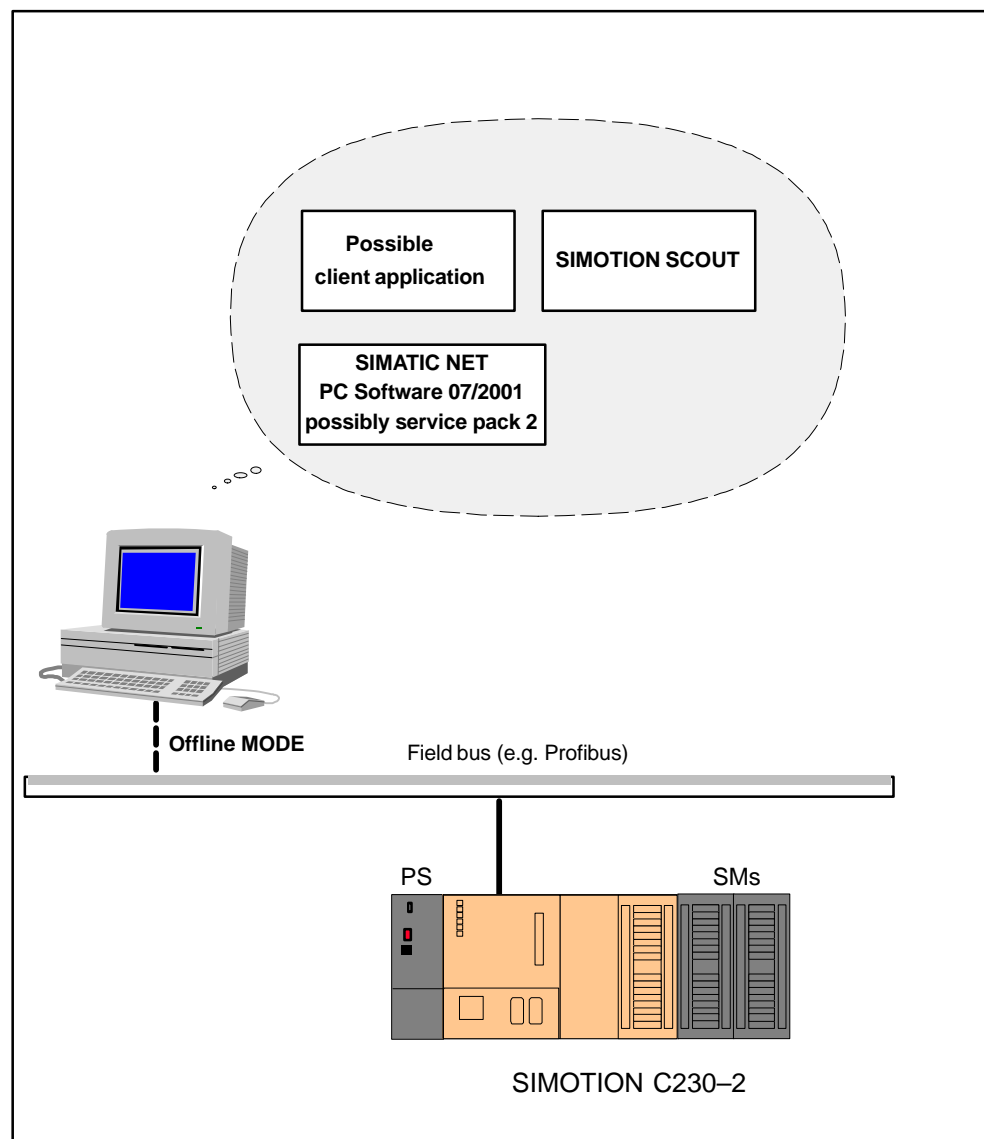 Possible
client application
SIMOTION SCOUT
SIMATIC NET
PC Software 07/2001
possibly service pack 2
Offline MODE
Field bus (e.g. Profibus)
PS
SMs
SIMOTION C230–2